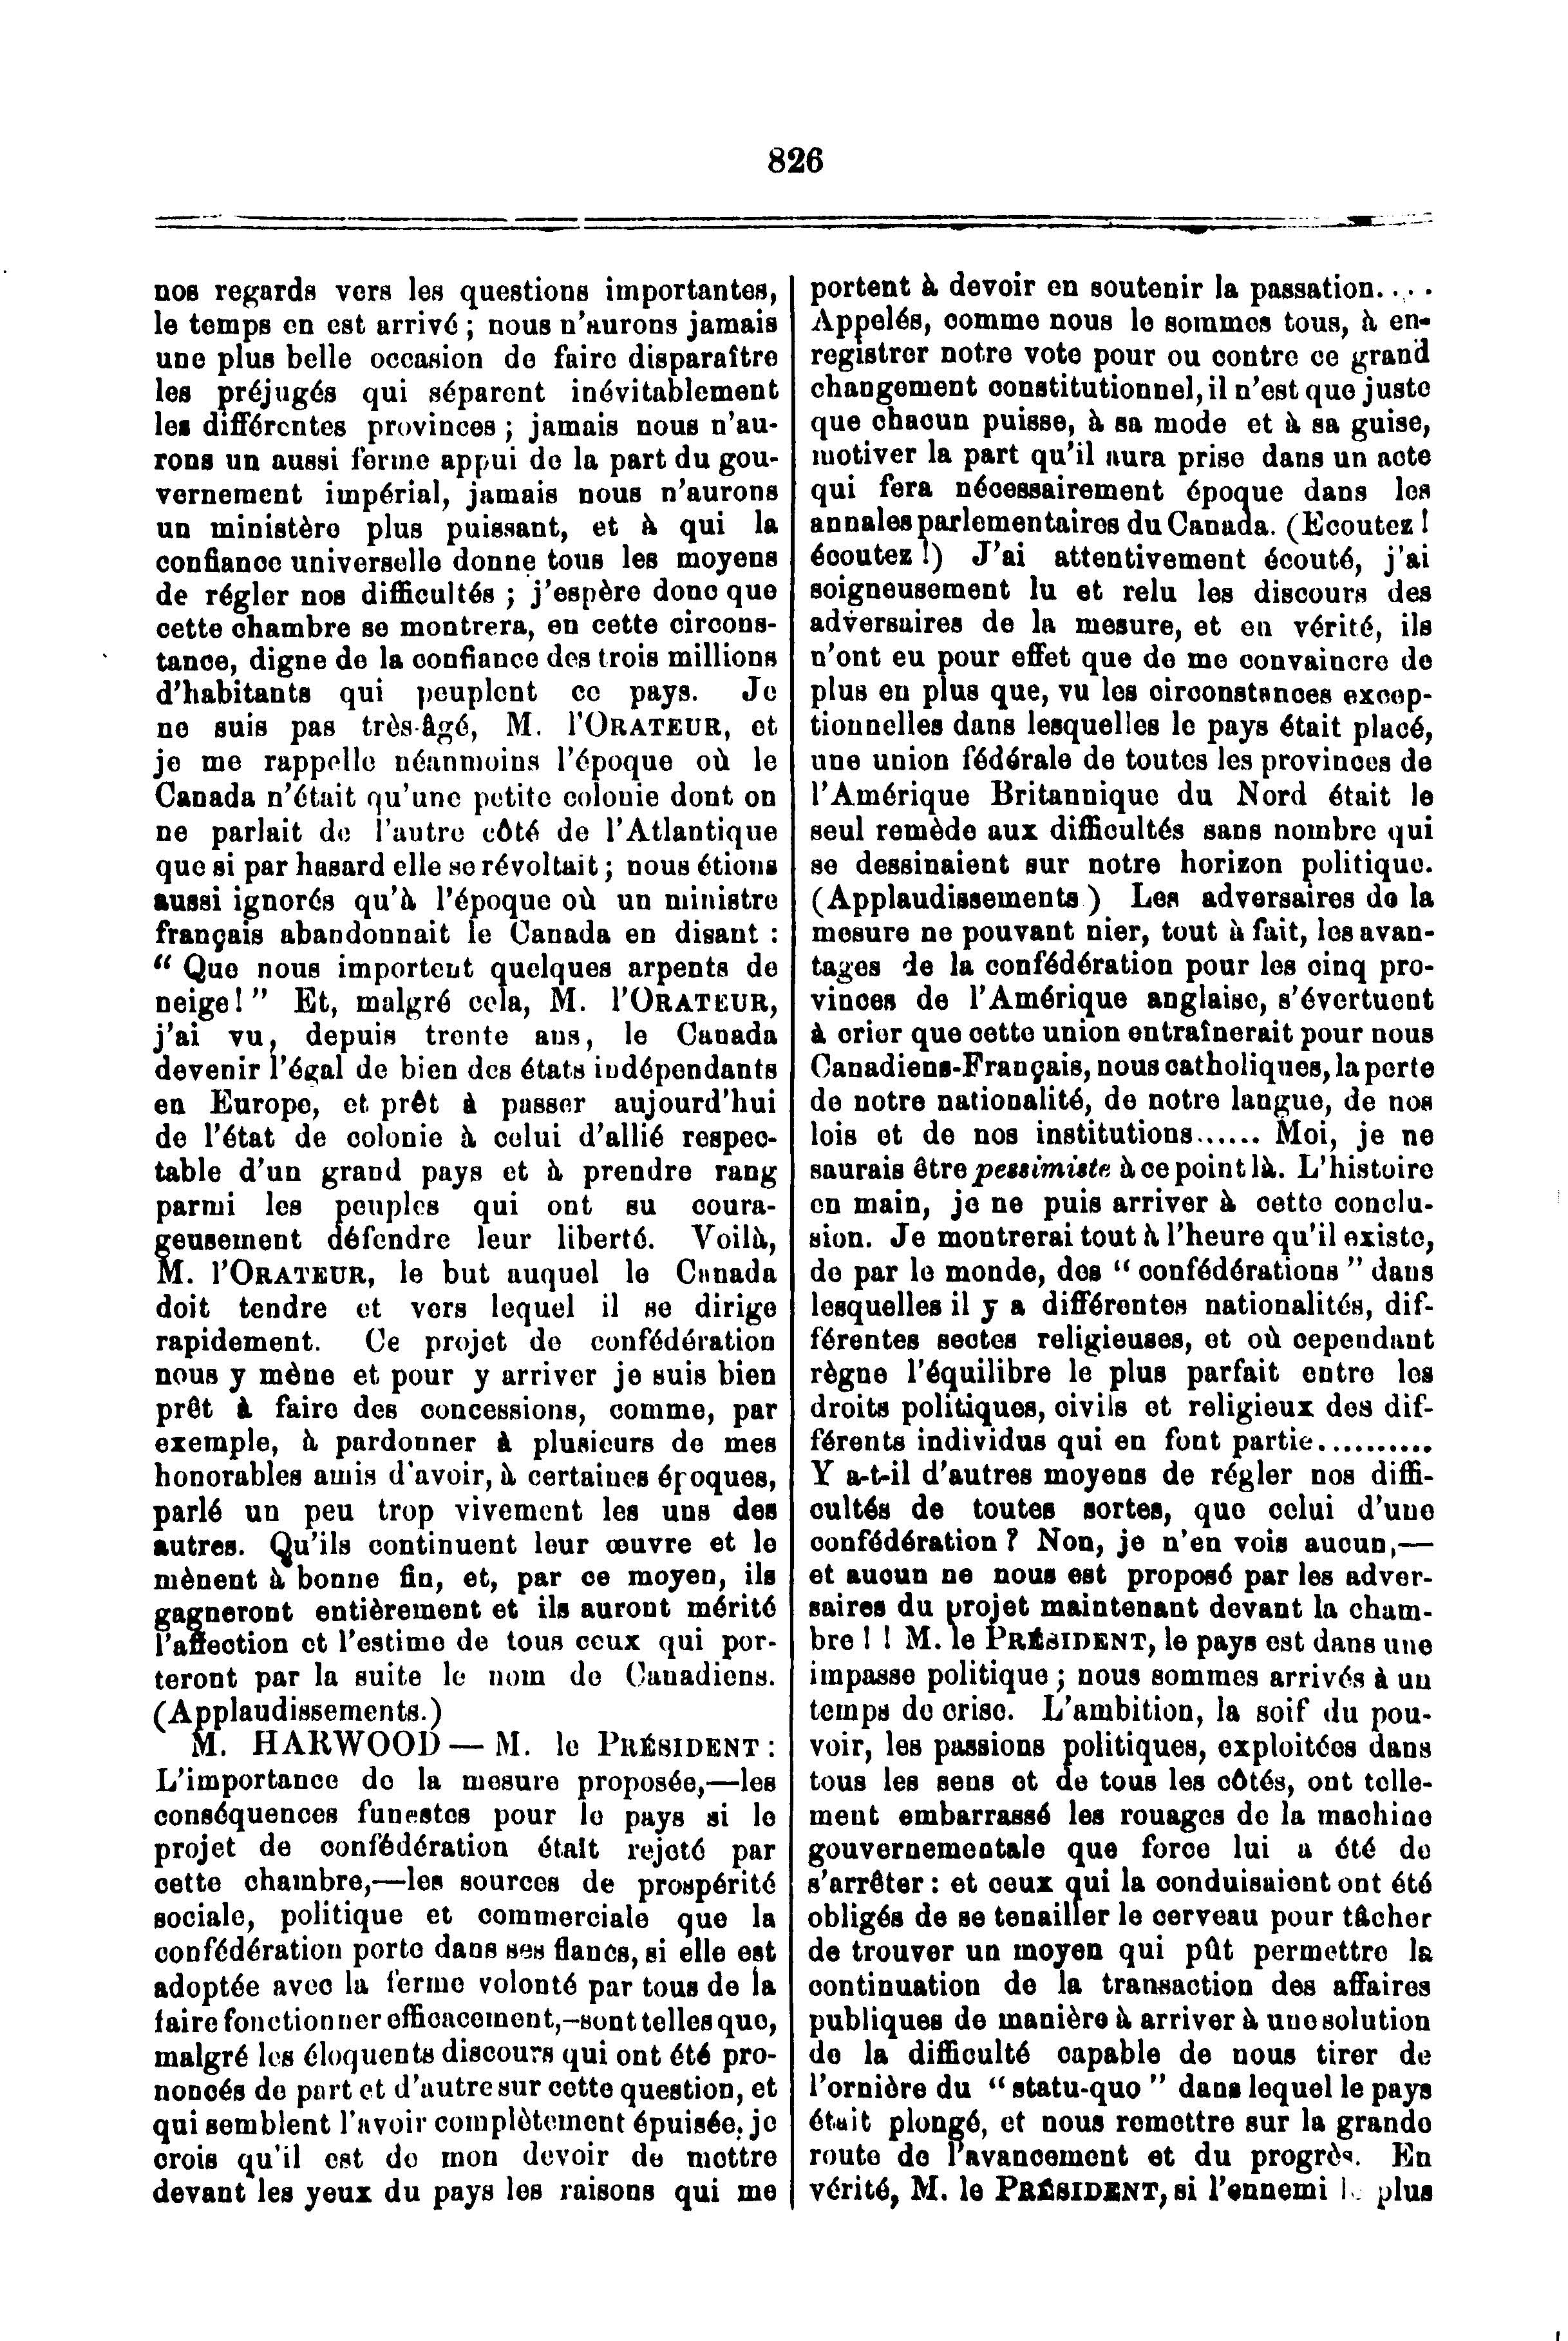 826
nos regards vers les questions importantes,
le temps en est arrivé ; nous n'aurons jamais
une plus belle occasion de faire disparaître
les préjugés qui séparent inévitablement
les différentes provinces ; jamais nous n'au-
rons un aussi ferme appui de la part du gou-
vernement impérial, jamais nous n'aurons
un ministère plus puissant, et à qui la
confiance universelle donne tous les moyens
de régler nos difficultés ; j'espère donc que
cette chambre se montrera, en cette circons-
tance, digne de la confiance des trois millions
d'habitants qui peuplent ce pays. Je
ne suis pas très-âgé, M. l'ORATEUR, et
je me rappelle néanmoins l'époque où le
Canada n'était qu'une petite colonie dont on
ne parlait de l'autre côté de l'Atlantique
que si par hasard elle se révoltait ; nous étions
aussi ignorés qu'à l'époque où un ministre
français abandonnait le Canada en disant :
“ Que nous importent quelques arpents de
neige! ” Et, malgré cela, M. l'ORATEUR,
j'ai vu, depuis trente ans, le Canada
devenir l'égal de bien des états indépendants
en Europe, et prêt à passer aujourd'hui
de l'état de colonie à celui d'allié respec-
table d'un grand pays et à prendre rang
parmi les peuples qui ont su coura-
geusement défendre leur liberté. Voilà,
M. l'ORATEUR, le but auquel le Canada
doit tendre et vers lequel il se dirige
rapidement. Ce projet de confédération
nous y mène et pour y arriver je suis bien
prêt à faire des concessions, comme, par
exemple, à pardonner à plusieurs de mes
honorables amis d'avoir, à certaines époques,
parlé un peu trop vivement les uns des
autres. Qu'ils continuent leur œuvre et le
mènent à bonne fin, et, par ce moyen, ils
gagneront entièrement et ils auront mérité
l'affection et l'estime de tous ceux qui por-
teront par la suite le nom de Canadiens.
(Applaudissements.)
M. HARWOOD — M. le PRÉSIDENT :
L'importance de la mesure proposée,—les
conséquences funestes pour le pays si le
projet de confédération était rejeté par
cette chambre,—les sources de prospérité
sociale, politique et commerciale que la
confédération porte dans ses flancs, si elle est
adoptée avec la ferme volonté par tous de la
faire fonctionner efficacement,—sont telles que,
malgré les éloquents discours qui ont été pro-
noncés de part et d'autre sur cette question, et
qui semblent l'avoir complètement épuisée, je
crois qu'il est de mon devoir de mettre
devant les yeux du pays les raisons qui me
portent à devoir en soutenir la passation....
Appelés, comme nous le sommes tous, à en-
registrer notre vote pour ou contre ce grand
changement constitutionnel, il n'est que juste
que chacun puisse, à sa mode et à sa guise,
motiver la part qu'il aura prise dans un acte
qui fera nécessairement époque dans les
annales parlementaires du Canada. (Ecoutez !
écoutez !) J'ai attentivement écouté, j'ai
soigneusement lu et relu les discours des
adversaires de la mesure, et en vérité, ils
n'ont eu pour effet que de me convaincre de
plus en plus que, vu les circonstances excep-
tionnelles dans lesquelles le pays était placé,
une union fédérale de toutes les provinces de
l'Amérique Britannique du Nord était le
seul remède aux difficultés sans nombre qui
se dessinaient sur notre horizon politique.
(Applaudissements ) Les adversaires de la
mesure ne pouvant nier, tout à fait, les avan-
tages de la confédération pour les cinq pro-
vinces de l'Amérique anglaise, s'évertuent
à crier que cette union entraînerait pour nous
Canadiens-Français, nous catholiques, la perte
de notre nationalité, de notre langue, de nos
lois et de nos institutions...... Moi, je ne
saurais être pessimiste à ce point là. L'histoire
en main, je ne puis arriver à cette conclu-
sion. Je montrerai tout à l'heure qu'il existe,
de par le monde, des “ confédérations ” dans
lesquelles il y a différentes nationalités, dif-
férentes sectes religieuses, et où cependant
règne l'équilibre le plus parfait entre les
droits politiques, civils et religieux des dif-
férents individus qui en font partie..........
Y a-t-il d'autres moyens de régler nos diffi-
cultés de toutes sortes, que celui d'une
confédération ? Non, je n'en vois aucun,—
et aucun ne nous est proposé par les adver-
saires du projet maintenant devant la cham-
bre ! ! M. le PRÉSIDENT, le pays est dans une
impasse politique ; nous sommes arrivés à un
temps de crise. L'ambition, la soif du pou-
voir, les passions politiques, exploitées dans
tous les sens et de tous les côtés, ont telle-
ment embarrassé les rouages de la machine
gouvernementale que force lui a été de
s'arrêter : et ceux qui la conduisaient ont été
obligés de se tenailler le cerveau pour tâcher
de trouver un moyen qui pût permettre la
continuation de la transaction des affaires
publiques de manière à arriver à une solution
de la difficulté capable de nous tirer de
l'ornière du “ statu-quo ” dans lequel le pays
était plongé, et nous remettre sur la grande
route de l'avancement et du progrès. En
vérité, M. le PRÉSIDENT, si l'ennemi le plus